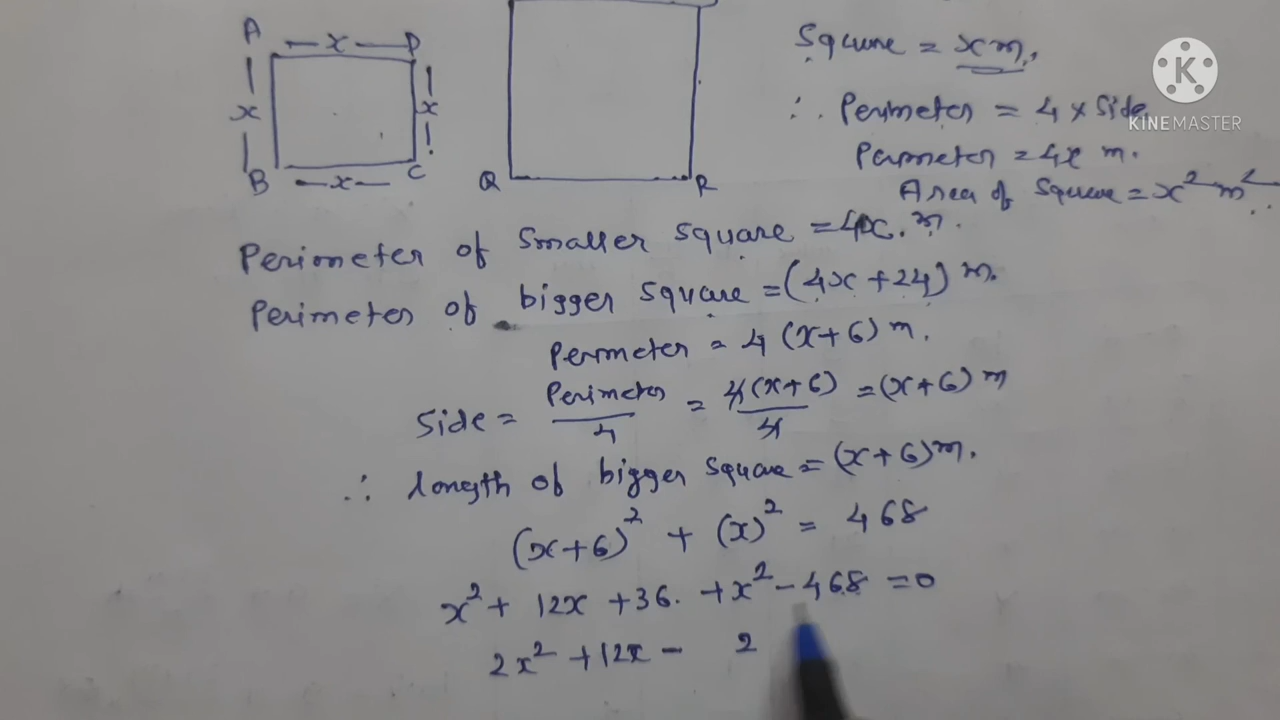 A — x — D
x
x
B — x — C
Q R
Square = x m.
∴ Perimeter = 4 × Side
Perimeter = 4x m.
Area of Square = x² m²
K
KINEMASTER
Perimeter of smaller square = 4x. m.
Perimeter of bigger square = (4x + 24) m.
Perimeter = 4 (x+6) m.
Side = Perimeter/4 = 4(x+6)/4 = (x+6) m
∴ length of bigger square = (x+6) m.
(x+6)² + (x)² = 468
x² + 12x + 36. + x² - 468 = 0
2x² + 12x - 2